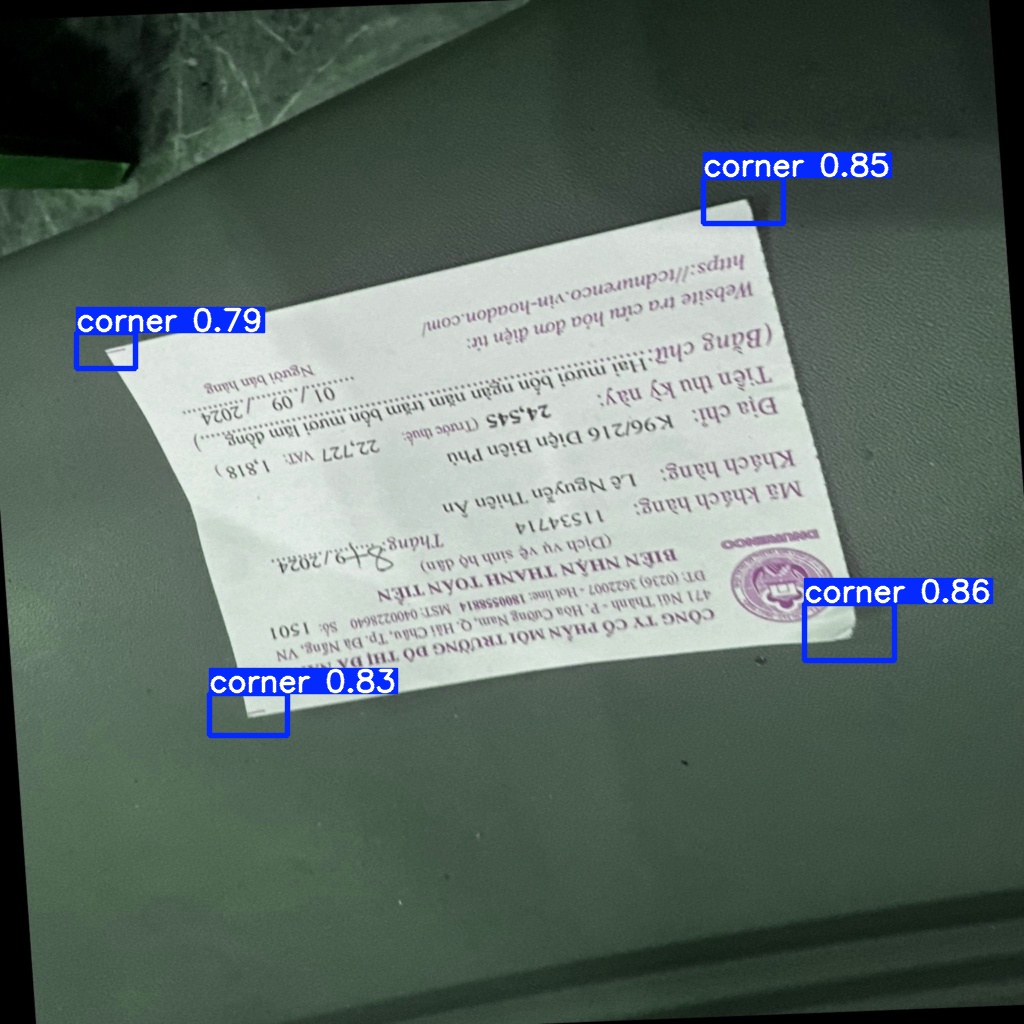 corner 0.85
corner 0.79
corner 0.86
corner 0.83
CÔNG TY CỔ PHẦN MÔI TRƯỜNG ĐÔ THỊ ĐÀ
471 Núi Thành - P. Hòa Cường Nam, Q. Hải Châu, Tp. Đà Nẵng, VN
ĐT: (0236) 3622007 - Hotline: 1800558814 MST: 0400228640 Số: 1501
DNURENCO
BIÊN NHẬN THANH TOÁN TIỀN
(Dịch vụ vệ sinh hộ dân) Tháng: 8+9/2024
Mã khách hàng: 11534714
Khách hàng: Lê Nguyễn Thiên Ân
Địa chỉ: K96/216 Điện Biên Phủ
Tiền thu kỳ này: 24,545 (Trước thuế: 22,727 VAT: 1,818 )
(Bằng chữ: Hai mươi bốn ngàn năm trăm bốn mươi lăm đồng.....)
01 / 09 / 2024
Người bán hàng
Website tra cứu hóa đơn điện tử:
https://tcdnurenco.vin-hoadon.com/